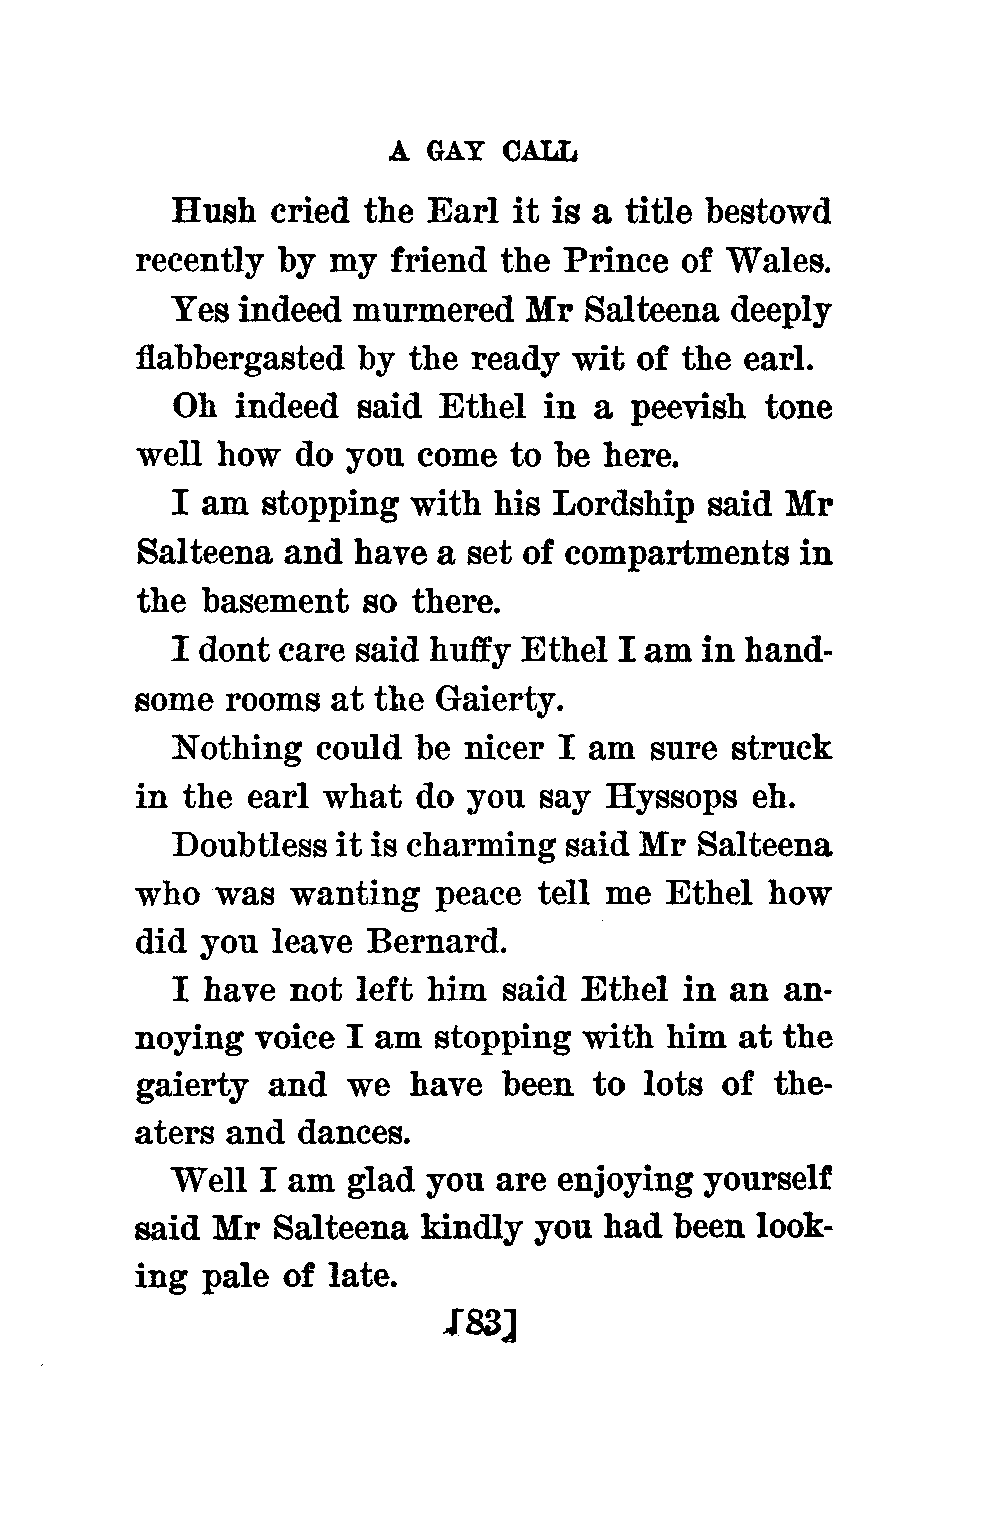 A GAY CALL
Hush cried the Earl it is a title bestowd
recently by my friend the Prince of Wales.
Yes indeed murmered Mr Salteena deeply
flabbergasted by the ready wit of the earl.
Oh indeed said Ethel in a peevish tone
well how do you come to be here.
I am stopping with his Lordship said Mr
Salteena and have a set of compartments in
the basement so there.
I dont care said huffy Ethel I am in hand-
some rooms at the Gaierty.
Nothing could be nicer I am sure struck
in the earl what do you say Hyssops eh.
Doubtless it is charming said Mr Salteena
who was wanting peace tell me Ethel how
did you leave Bernard.
I have not left him said Ethel in an an-
noying voice I am stopping with him at the
gaierty and we have been to lots of the-
aters and dances.
Well I am glad you are enjoying yourself
said Mr Salteena kindly you had been look-
ing pale of late.
[83]